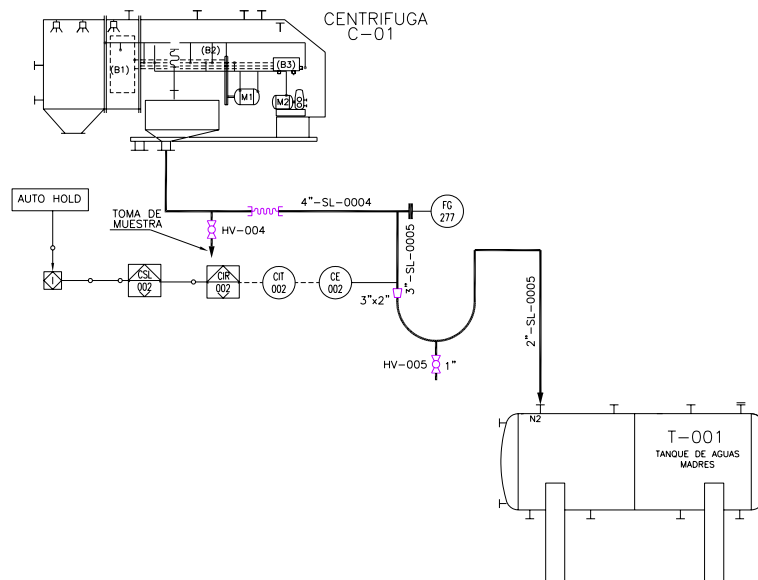 CENTRIFUGA
C-01
(B1)
(B2)
(B3)
M1
M2
4"-SL-0004
FG
277
AUTO HOLD
TOMA DE
MUESTRA
HV-004
3"-SL-0005
I
CSL
002
CIR
002
CIT
002
CE
002
3"x2"
2"-SL-0005
HV-005
1"
N2
T-001
TANQUE DE AGUAS
MADRES